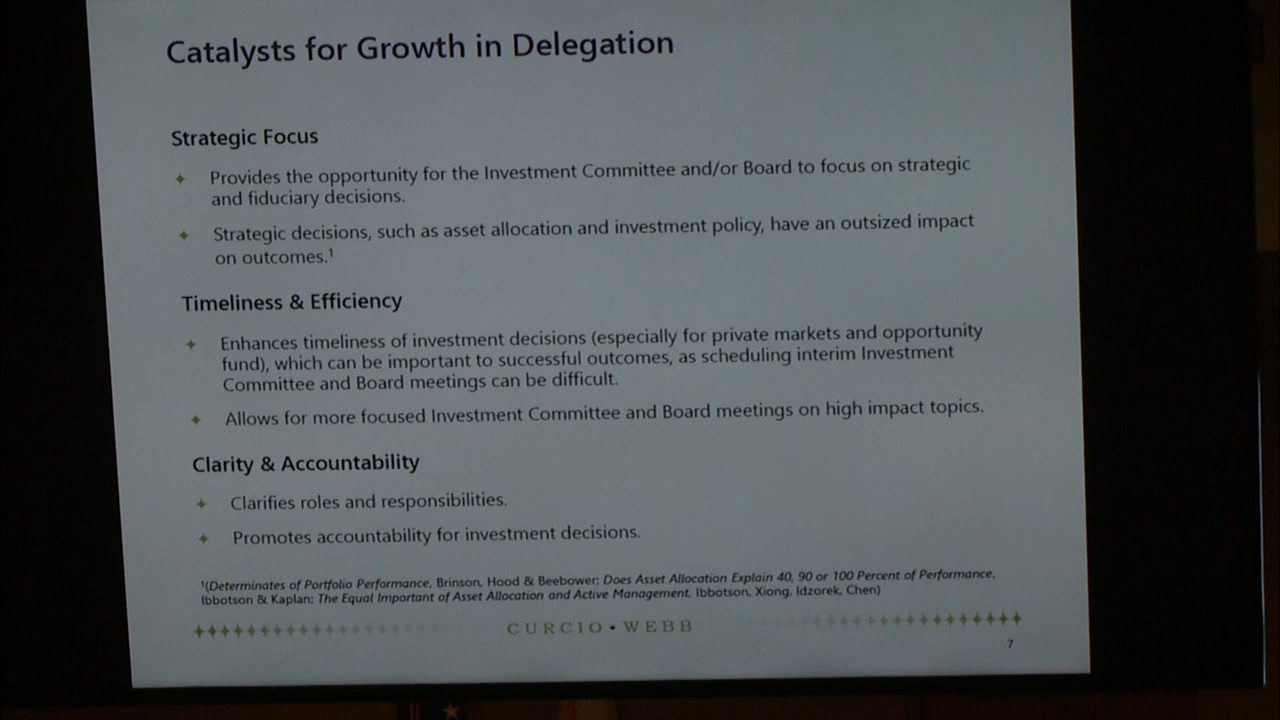 Catalysts for Growth in Delegation
Strategic Focus
Provides the opportunity for the Investment Committee and/or Board to focus on strategic
and fiduciary decisions.
Strategic decisions, such as asset allocation and investment policy, have an outsized impact
on outcomes.¹
Timeliness & Efficiency
Enhances timeliness of investment decisions (especially for private markets and opportunity
fund), which can be important to successful outcomes, as scheduling interim Investment
Committee and Board meetings can be difficult.
Allows for more focused Investment Committee and Board meetings on high impact topics.
Clarity & Accountability
Clarifies roles and responsibilities.
Promotes accountability for investment decisions.
¹(Determinates of Portfolio Performance, Brinson, Hood & Beebower; Does Asset Allocation Explain 40, 90 or 100 Percent of Performance,
Ibbotson & Kaplan; The Equal Important of Asset Allocation and Active Management, Ibbotson, Xiong, Idzorek, Chen)
CURCIO • WEBB
7